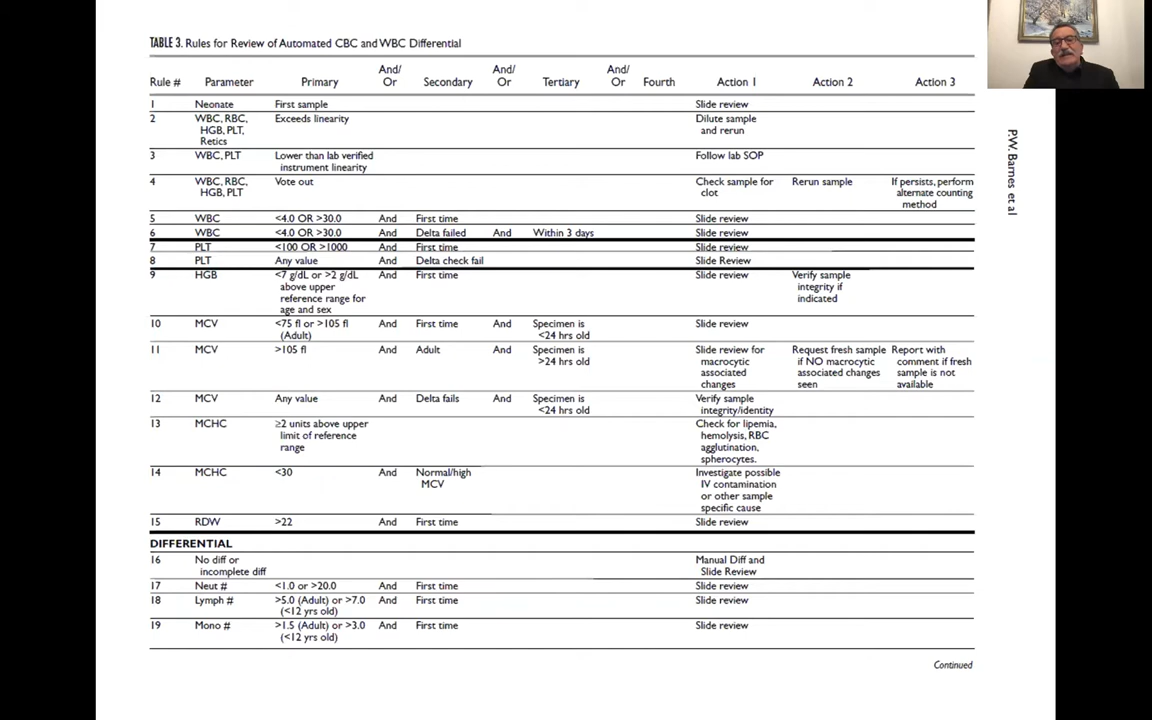 TABLE 3. Rules for Review of Automated CBC and WBC Differential
Rule # Parameter Primary And/Or Secondary And/Or Tertiary And/Or Fourth Action 1 Action 2 Action 3
1 Neonate First sample Slide review
2 WBC, RBC, HGB, PLT, Retics Exceeds linearity Dilute sample and rerun
3 WBC, PLT Lower than lab verified instrument linearity Follow lab SOP
4 WBC, RBC, HGB, PLT Vote out Check sample for clot Rerun sample If persists, perform alternate counting method
5 WBC <4.0 OR >30.0 And First time Slide review
6 WBC <4.0 OR >30.0 And Delta failed And Within 3 days Slide review
7 PLT <100 OR >1000 And First time Slide review
8 PLT Any value And Delta check fail Slide Review
9 HGB <7 g/dL or >2 g/dL above upper reference range for age and sex And First time Slide review Verify sample integrity if indicated
10 MCV <75 fl or >105 fl (Adult) And First time And Specimen is <24 hrs old Slide review
11 MCV >105 fl And Adult And Specimen is >24 hrs old Slide review for macrocytic associated changes Request fresh sample if NO macrocytic associated changes seen Report with comment if fresh sample is not available
12 MCV Any value And Delta fails And Specimen is <24 hrs old Verify sample integrity/identity
13 MCHC ≥2 units above upper limit of reference range Check for lipemia, hemolysis, RBC agglutination, spherocytes.
14 MCHC <30 And Normal/high MCV Investigate possible IV contamination or other sample specific cause
15 RDW >22 And First time Slide review
DIFFERENTIAL
16 No diff or incomplete diff Manual Diff and Slide Review
17 Neut # <1.0 or >20.0 And First time Slide review
18 Lymph # >5.0 (Adult) or >7.0 (<12 yrs old) And First time Slide review
19 Mono # >1.5 (Adult) or >3.0 (<12 yrs old) And First time Slide review
Continued
P.W. Barnes et al